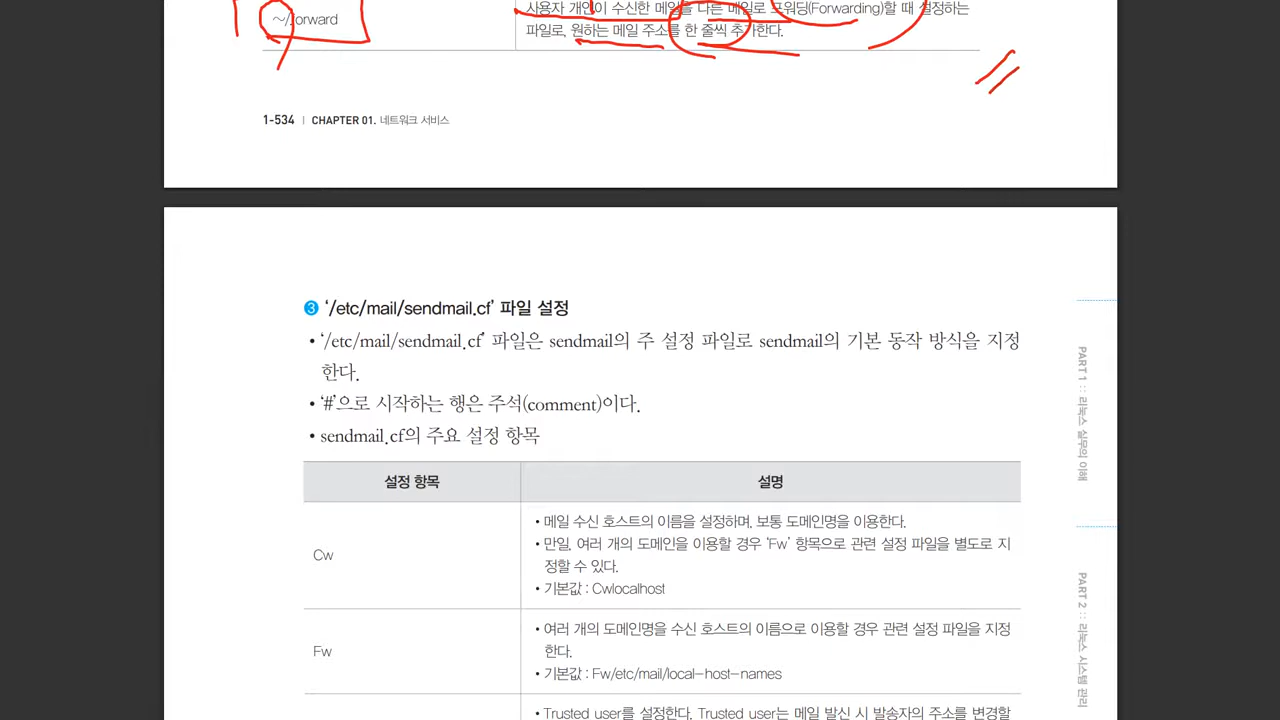 ~/.forward
사용자 개인이 수신한 메일을 다른 메일로 포워딩(Forwarding)할 때 설정하는
파일로, 원하는 메일 주소를 한 줄씩 추가한다.
1-534 | CHAPTER 01. 네트워크 서비스
3 ‘/etc/mail/sendmail.cf’ 파일 설정
• ‘/etc/mail/sendmail.cf’ 파일은 sendmail의 주 설정 파일로 sendmail의 기본 동작 방식을 지정
한다.
• ‘#’으로 시작하는 행은 주석(comment)이다.
• sendmail.cf의 주요 설정 항목
설정 항목
설명
Cw
• 메일 수신 호스트의 이름을 설정하며, 보통 도메인명을 이용한다.
• 만일, 여러 개의 도메인을 이용할 경우 ‘Fw’ 항목으로 관련 설정 파일을 별도로 지
정할 수 있다.
• 기본값 : Cwlocalhost
Fw
• 여러 개의 도메인명을 수신 호스트의 이름으로 이용할 경우 관련 설정 파일을 지정
한다.
• 기본값 : Fw/etc/mail/local-host-names
• Trusted user를 설정한다. Trusted user는 메일 발신 시 발송자의 주소를 변경할
PART 1 :: 리눅스 실무의 이해
PART 2 :: 리눅스 시스템 관리